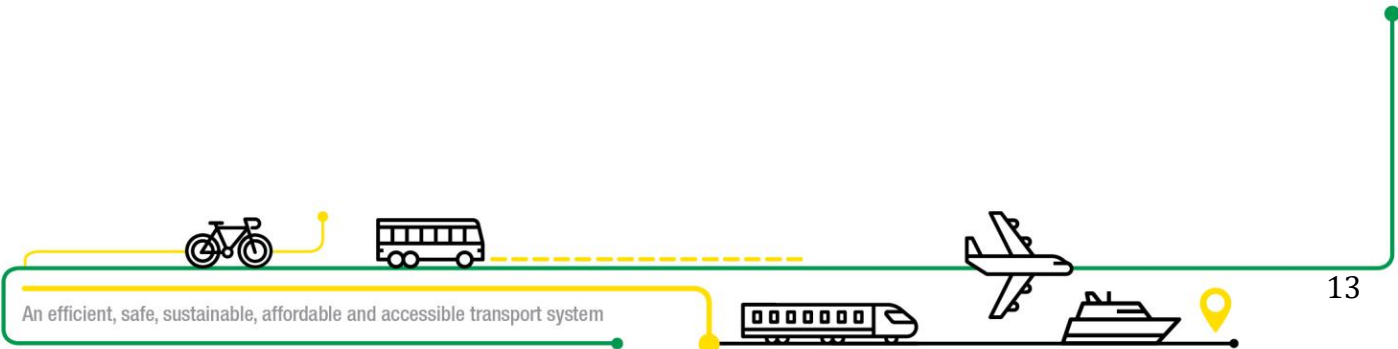 13
An efficient, safe, sustainable, affordable and accessible transport system